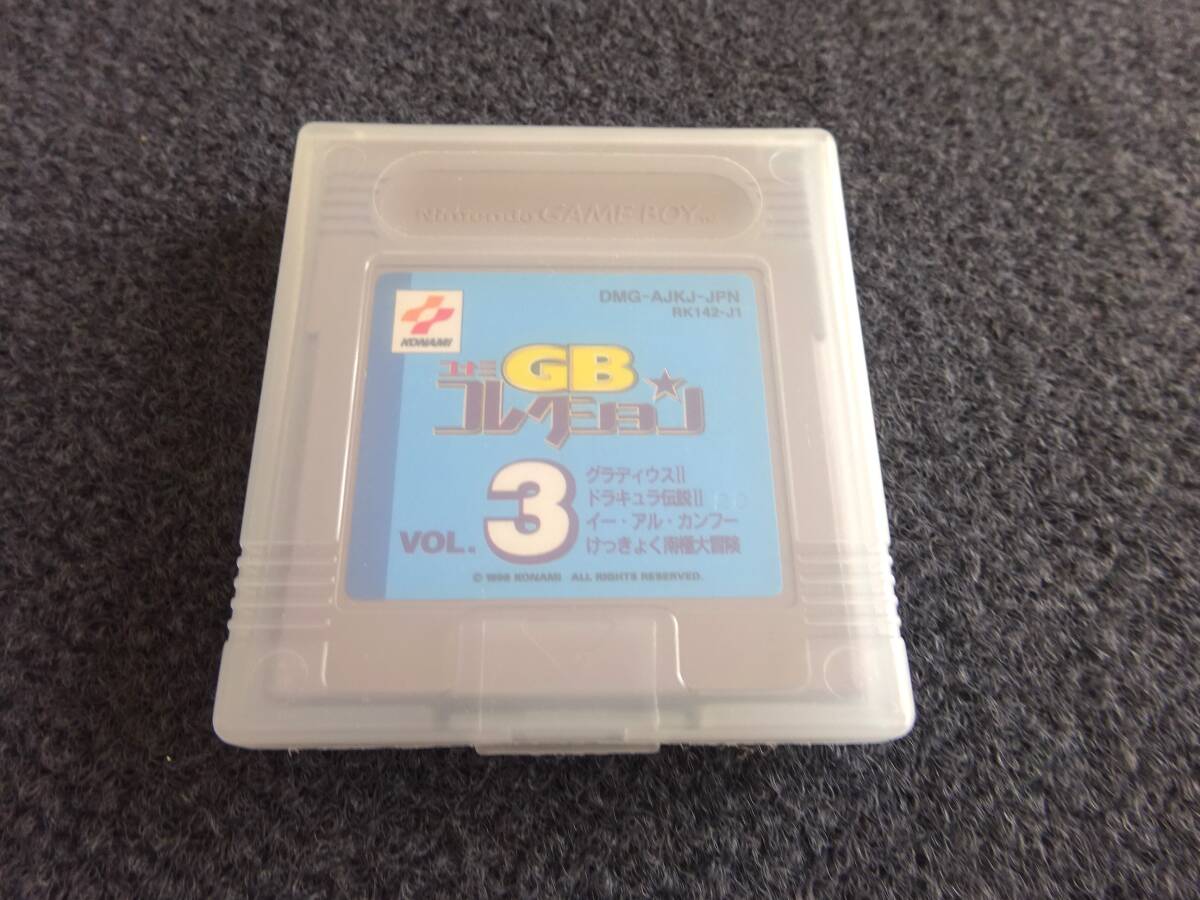 Nintendo GAME BOY TM
DMG-AJKJ-JPN
RK142-J1
KONAMI
コナミ GB
コレクション
VOL. 3
グラディウスII
ドラキュラ伝説II
イー・アル・カンフー
けっきょく南極大冒険
© 1998 KONAMI ALL RIGHTS RESERVED.